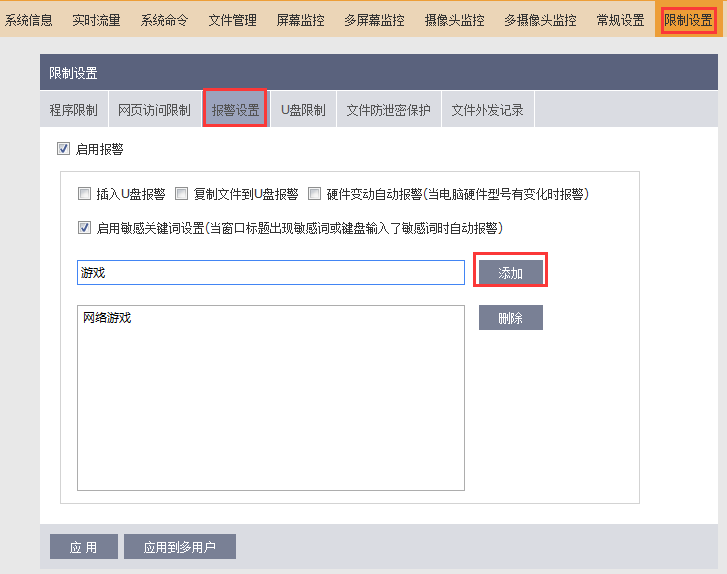 系统信息 实时流量 系统命令 文件管理 屏幕监控 多屏幕监控 摄像头监控 多摄像头监控 常规设置 限制设置
限制设置
程序限制 网页访问限制 报警设置 U盘限制 文件防泄密保护 文件外发记录
启用报警
插入U盘报警 复制文件到U盘报警 硬件变动自动报警(当电脑硬件型号有变化时报警)
启用敏感关键词设置(当窗口标题出现敏感词或键盘输入了敏感词时自动报警)
游戏 添加
网络游戏 删除
应用 应用到多用户